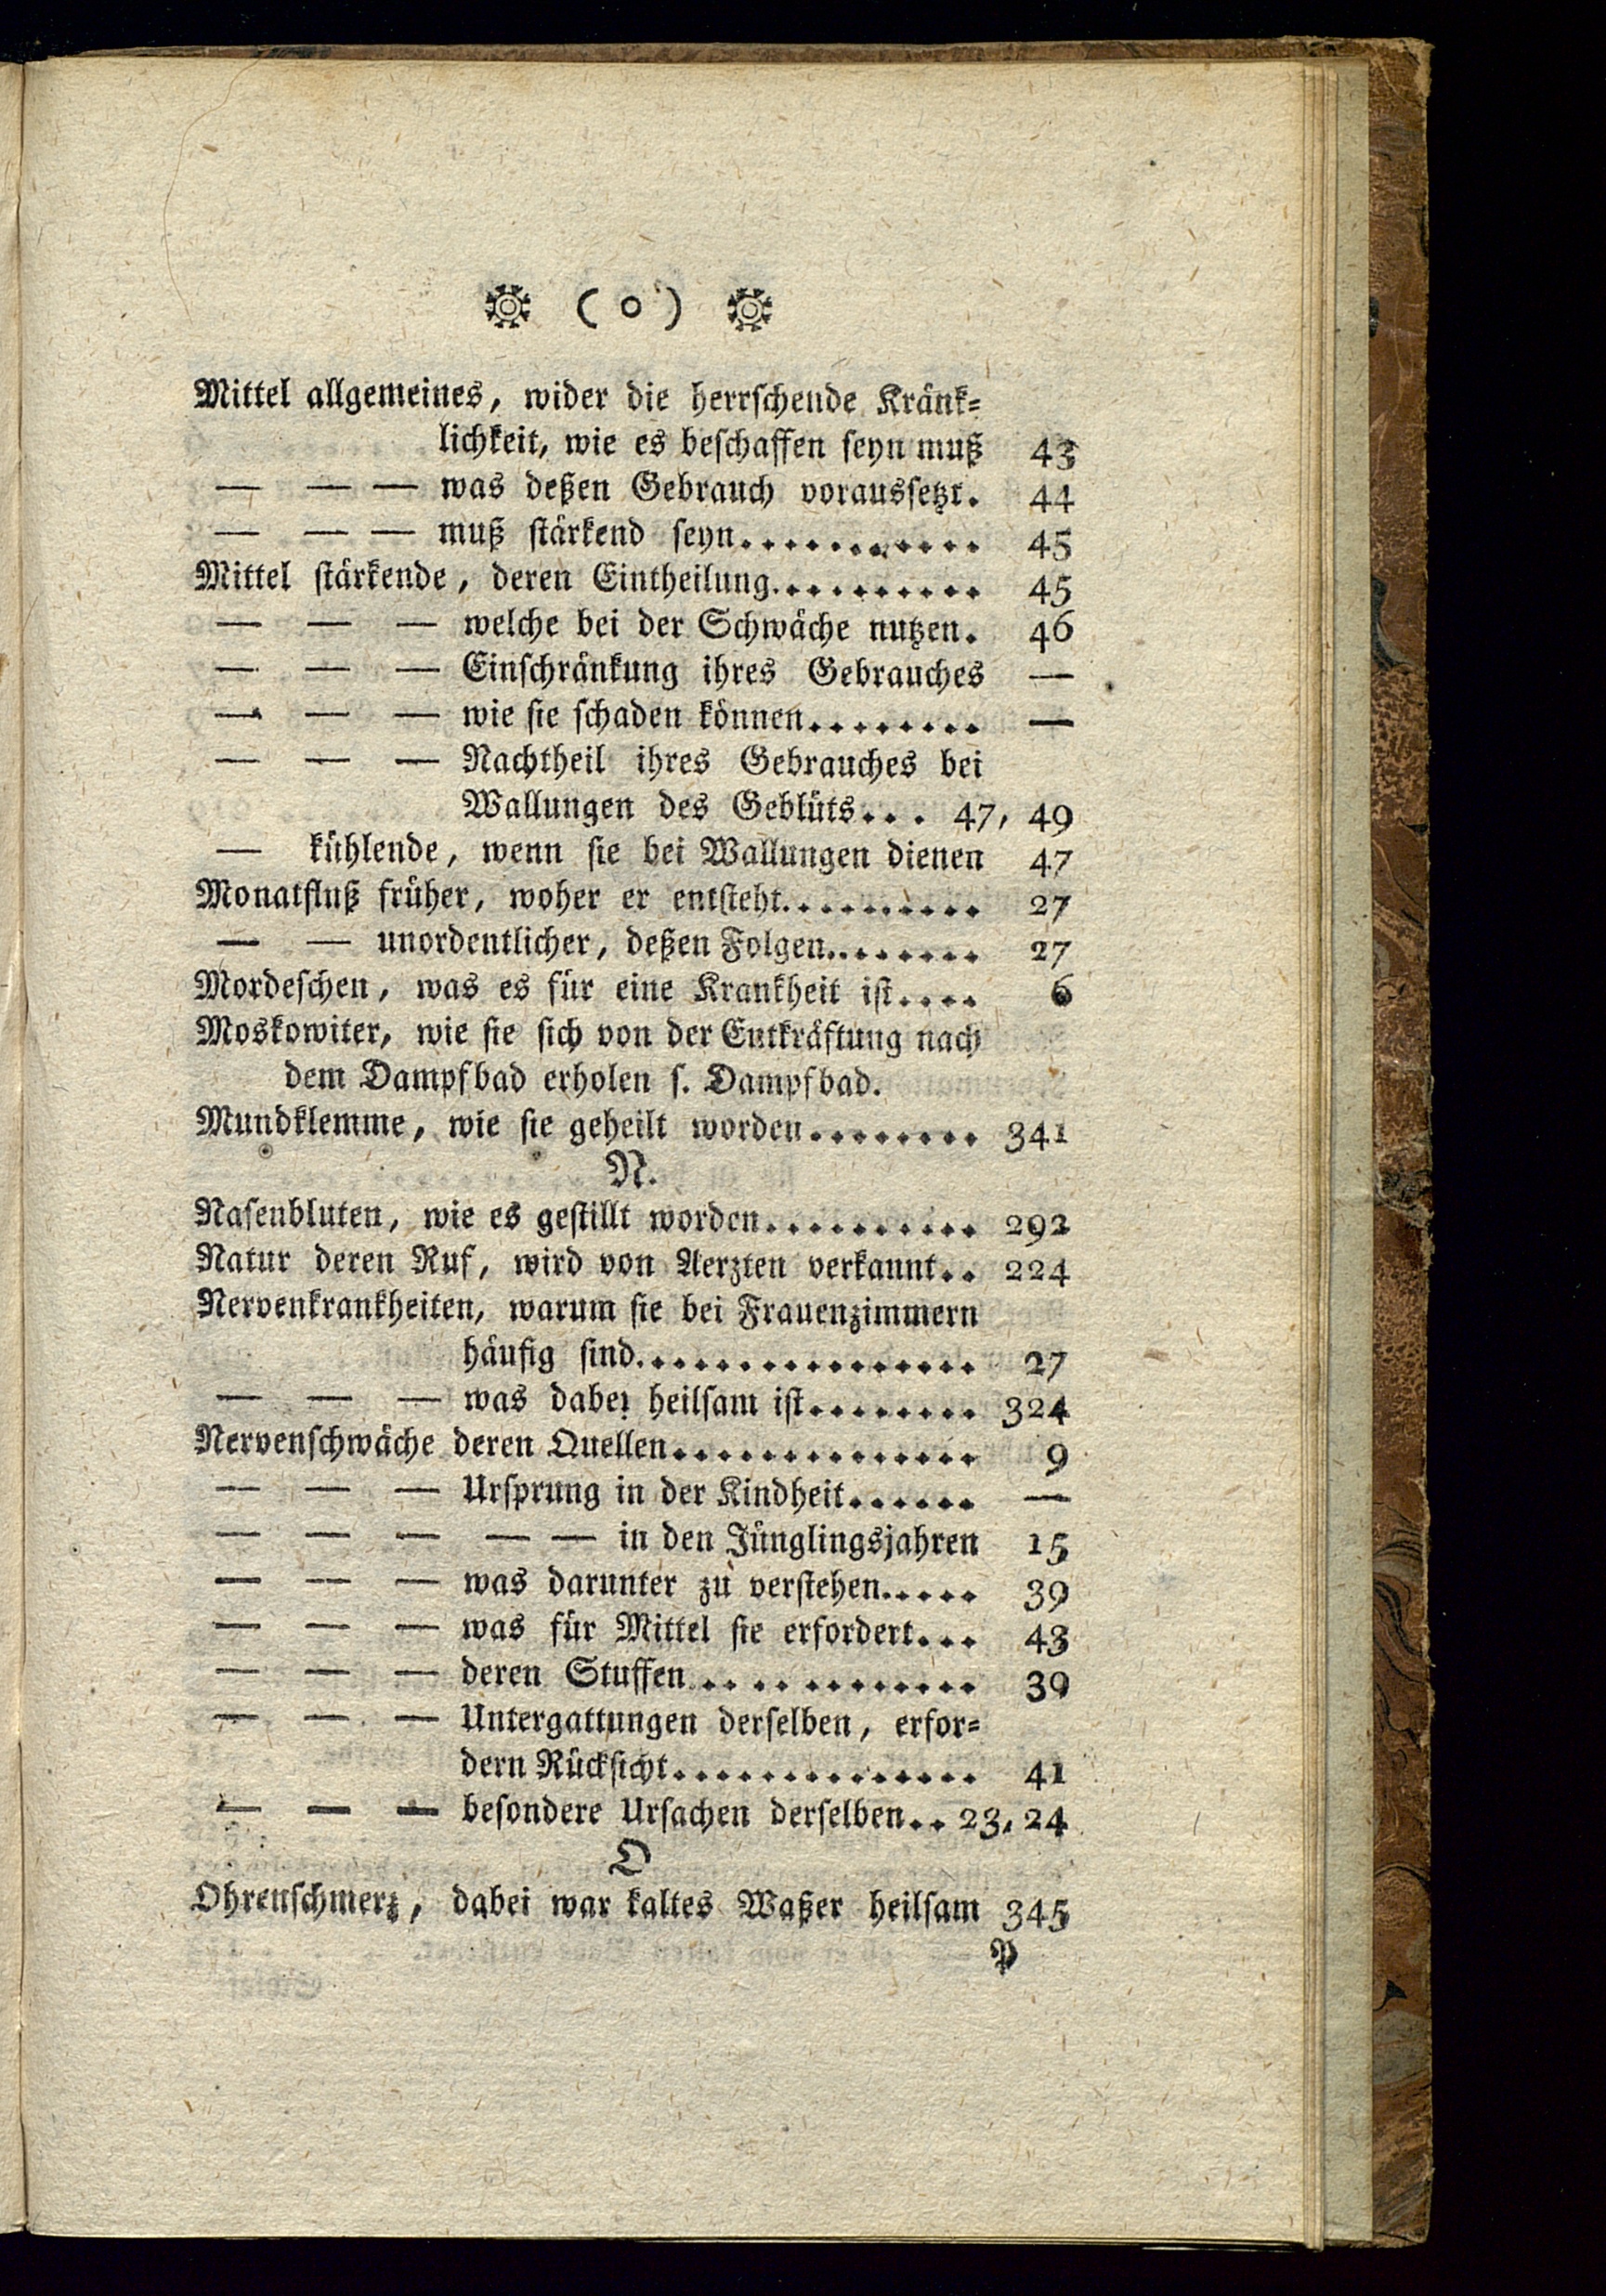 ( o )
Mittel allgemeines, wider die herrschende Kränk-
lichkeit, wie es beschaffen seyn muß 43
— — — was deßen Gebrauch voraussetzt. 44
— — — muß stärkend seyn........... 45
Mittel stärkende, deren Eintheilung.......... 45
— — — welche bei der Schwäche nutzen. 46
— — — Einschränkung ihres Gebrauches —
— — — wie sie schaden können........ —
— — — Nachtheil ihres Gebrauches bei
Wallungen des Geblüts... 47, 49
— kühlende, wenn sie bei Wallungen dienen 47
Monatfluß früher, woher er entsteht.......... 27
— — unordentlicher, deßen Folgen........ 27
Mordeschen, was es für eine Krankheit ist.... 6
Moskowiter, wie sie sich von der Entkräftung nach
dem Dampfbad erholen s. Dampfbad.
Mundklemme, wie sie geheilt worden........ 341
N.
Nasenbluten, wie es gestillt worden.......... 292
Natur deren Ruf, wird von Aerzten verkannt.. 224
Nervenkrankheiten, warum sie bei Frauenzimmern
häufig sind................ 27
— — — was dabei heilsam ist........ 324
Nervenschwäche deren Quellen.............. 9
— — — Ursprung in der Kindheit...... —
— — — — — in den Jünglingsjahren 15
— — — was darunter zu verstehen..... 39
— — — was für Mittel sie erfordert... 43
— — — deren Stuffen............ 39
— — — Untergattungen derselben, erfor-
dern Rücksicht.............. 41
— — — besondere Ursachen derselben.. 23, 24
O
Ohrenschmerz, dabei war kaltes Waßer heilsam 345
P